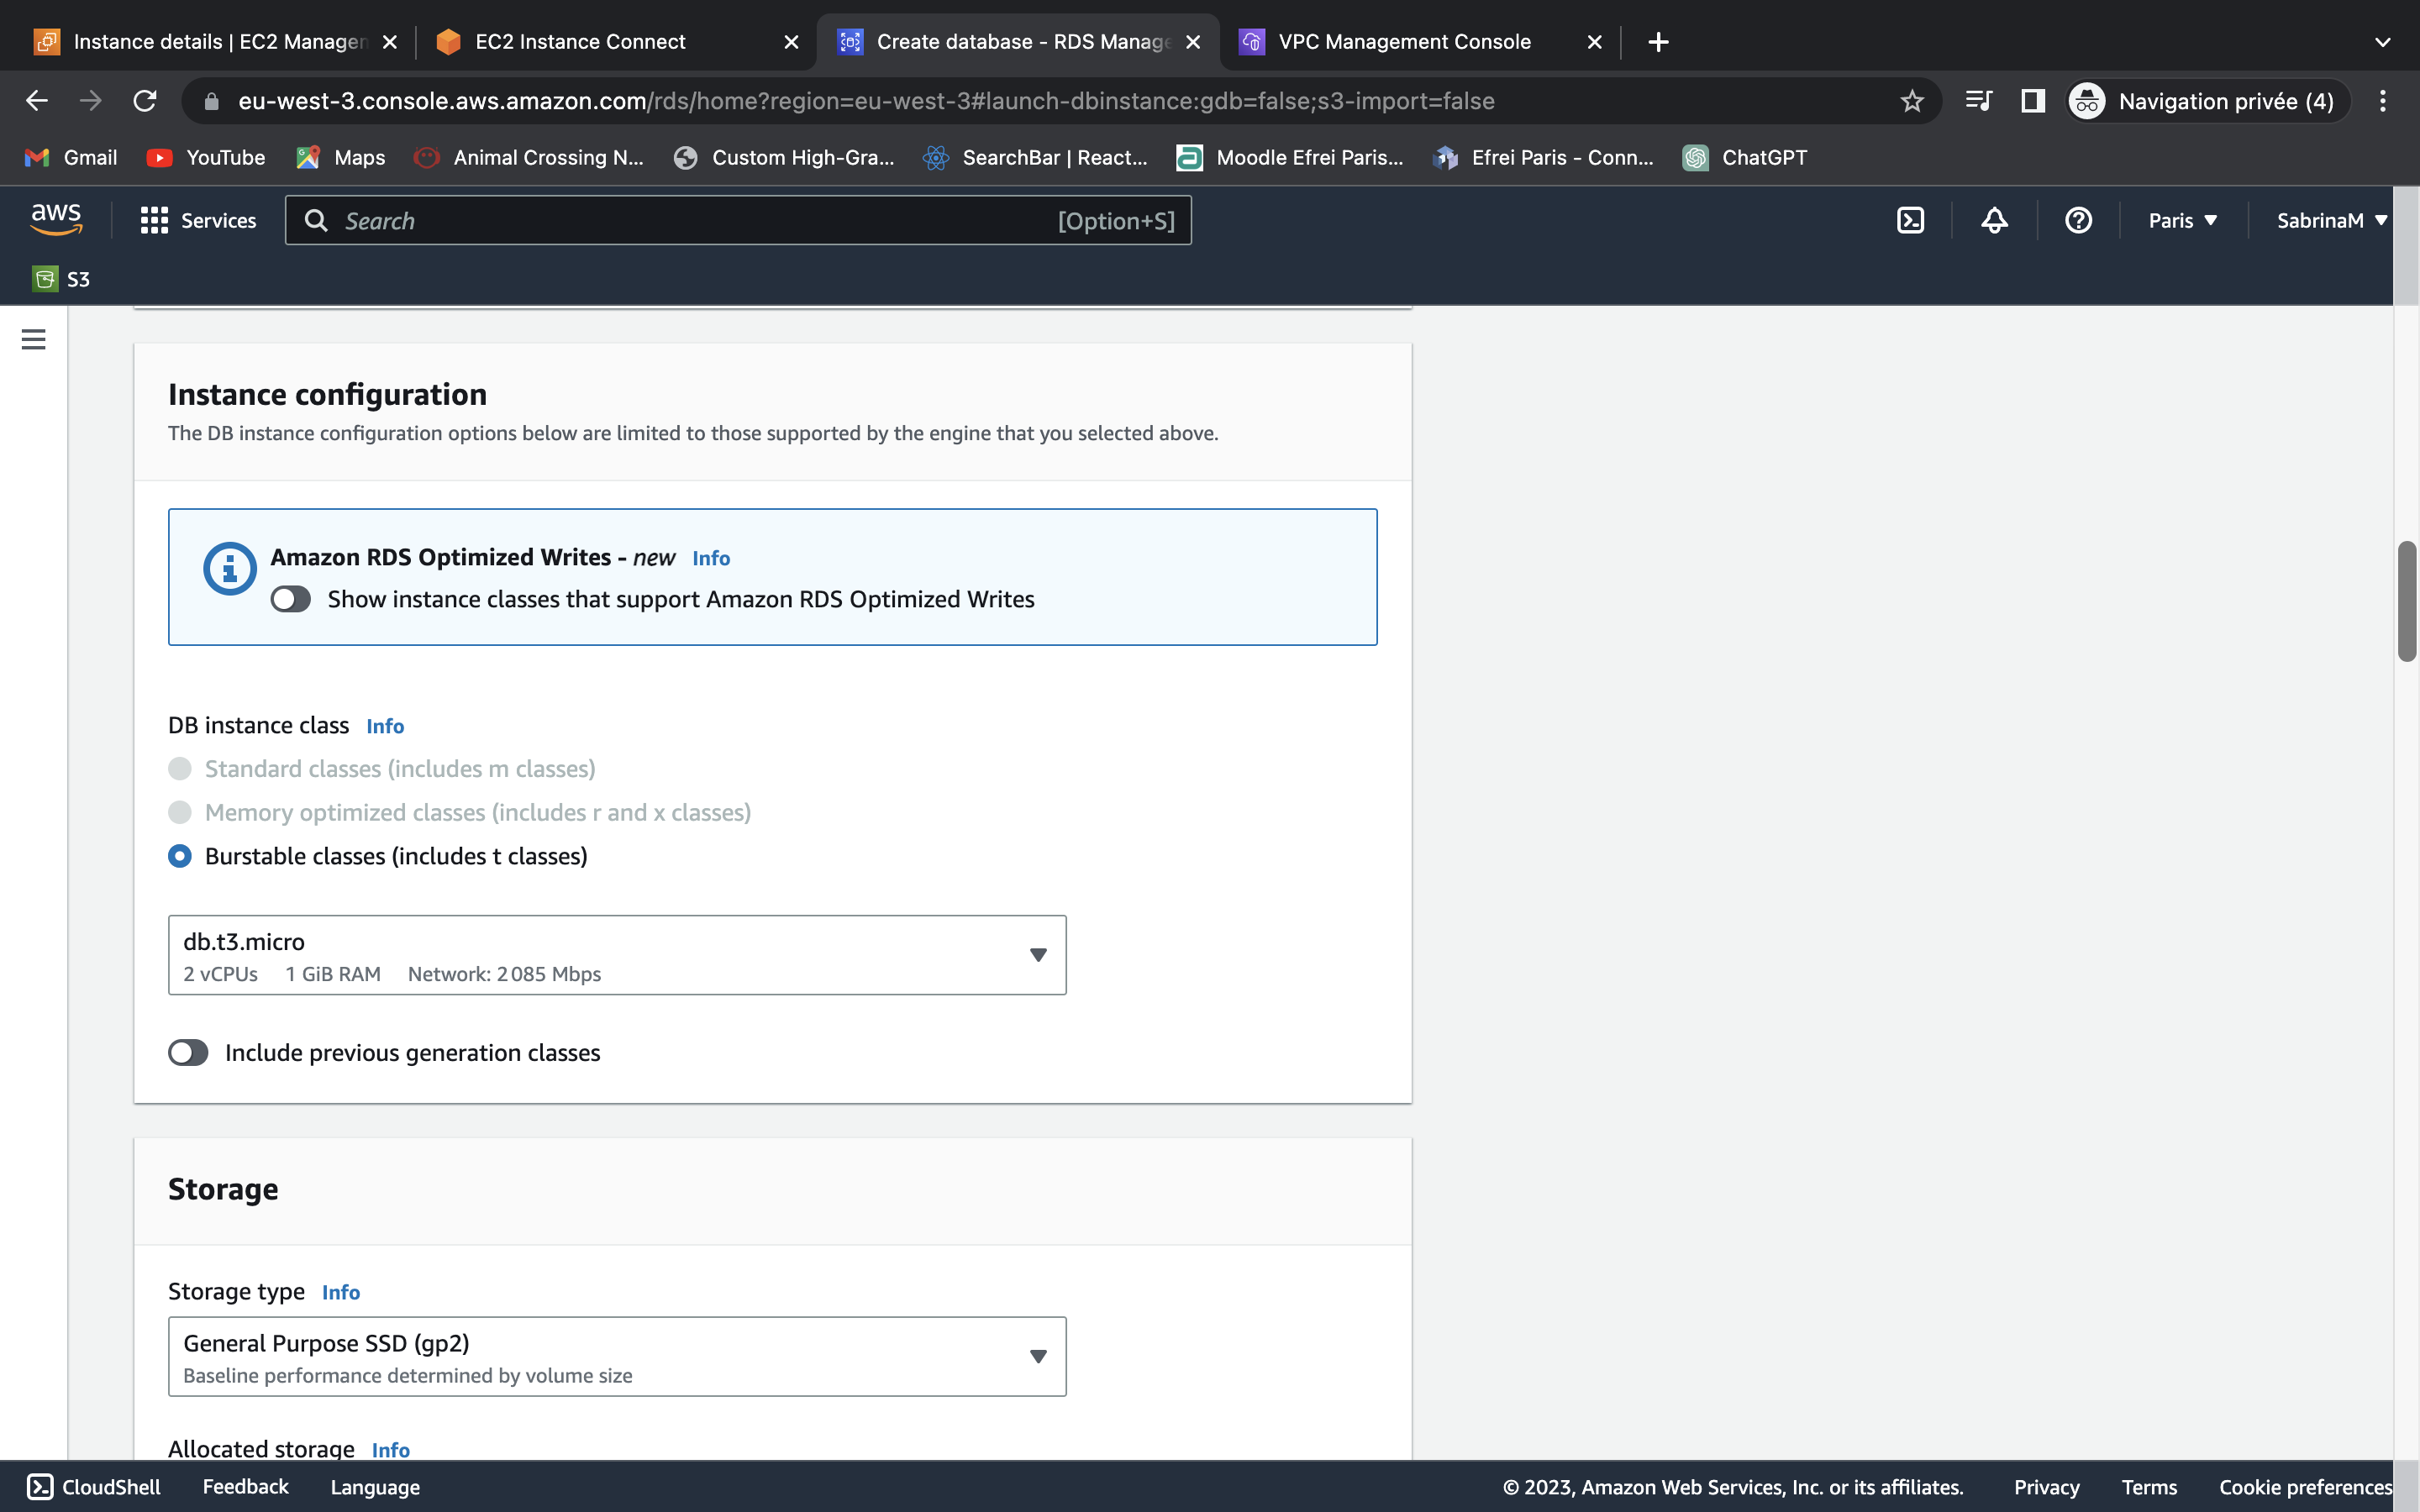 Instance details | EC2 Managen
EC2 Instance Connect
Create database - RDS Manage
VPC Management Console
eu-west-3.console.aws.amazon.com/rds/home?region=eu-west-3#launch-dbinstance:gdb=false;s3-import=false
Navigation privée (4)
Gmail
YouTube
Maps
Animal Crossing N...
Custom High-Gra...
SearchBar | React...
Moodle Efrei Paris...
Efrei Paris - Conn...
ChatGPT
aws
Services
Search
[Option+S]
Paris
SabrinaM
S3
Instance configuration
The DB instance configuration options below are limited to those supported by the engine that you selected above.
Amazon RDS Optimized Writes - new Info
Show instance classes that support Amazon RDS Optimized Writes
DB instance class Info
Standard classes (includes m classes)
Memory optimized classes (includes r and x classes)
Burstable classes (includes t classes)
db.t3.micro
2 vCPUs 1 GiB RAM Network: 2 085 Mbps
Include previous generation classes
Storage
Storage type Info
General Purpose SSD (gp2)
Baseline performance determined by volume size
Allocated storage Info
CloudShell
Feedback
Language
© 2023, Amazon Web Services, Inc. or its affiliates.
Privacy
Terms
Cookie preferences